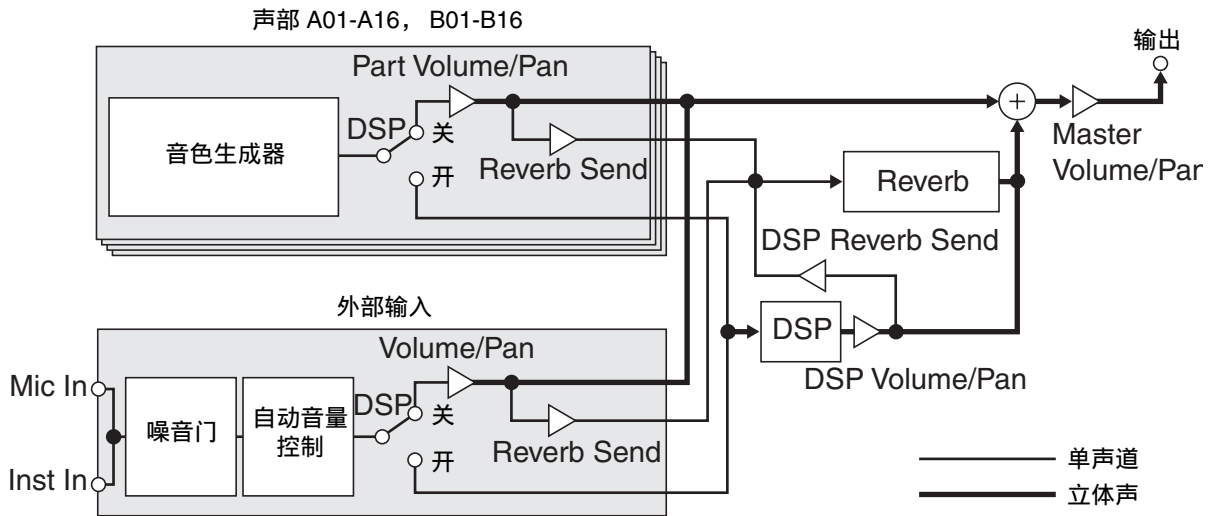 声部 A01-A16， B01-B16
输出
Part Volume/Pan
DSP
关
音色生成器
开
Reverb Send
Master
Volume/Pan
Reverb
DSP Reverb Send
外部输入
DSP
Volume/Pan
DSP Volume/Pan
Mic In
DSP
关
噪音门
自动音量
控制
Reverb Send
开
Inst In
单声道
立体声